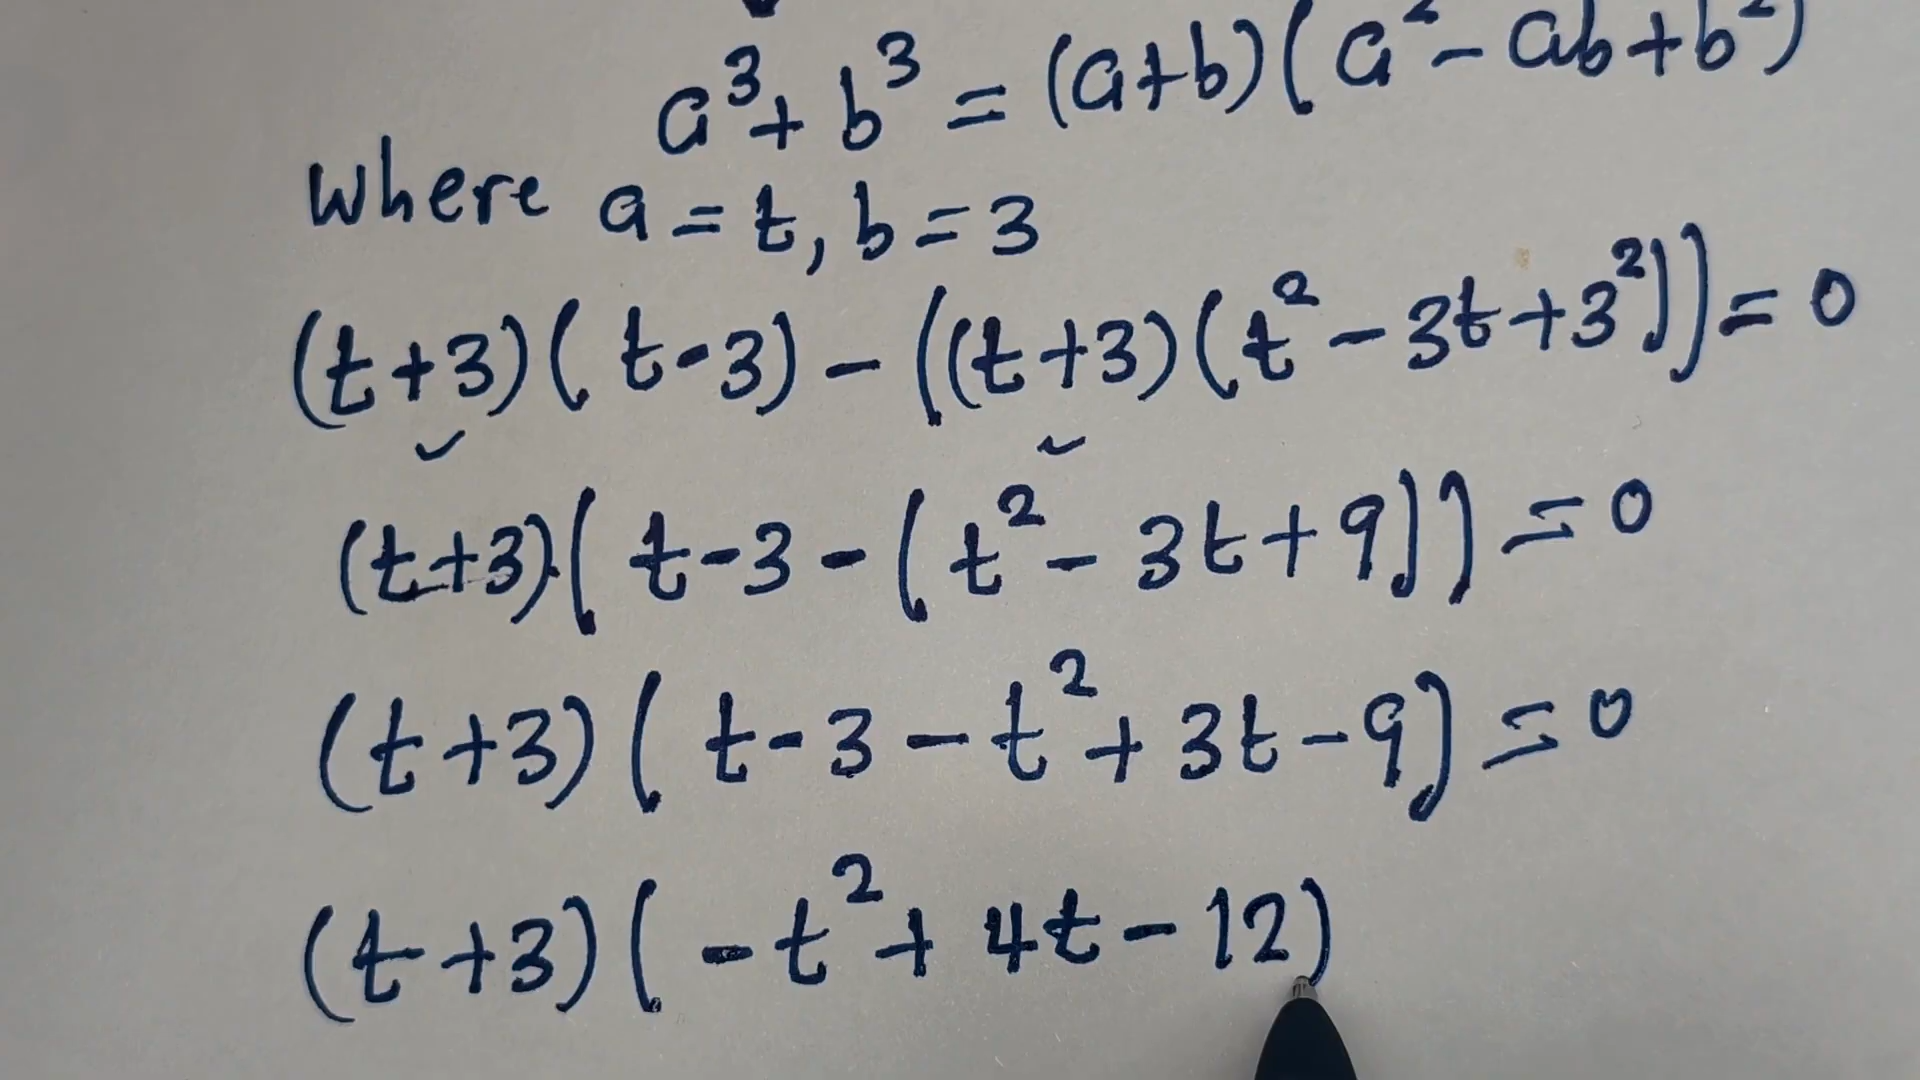 a³ + b³ = (a+b)(a² - ab + b²)
where a = t, b = 3
(t+3)(t-3) - ((t+3)(t² - 3t + 3²)) = 0
(t+3)(t-3-(t² - 3t + 9)) = 0
(t+3)(t-3-t² + 3t - 9) = 0
(t+3)(-t² + 4t - 12)